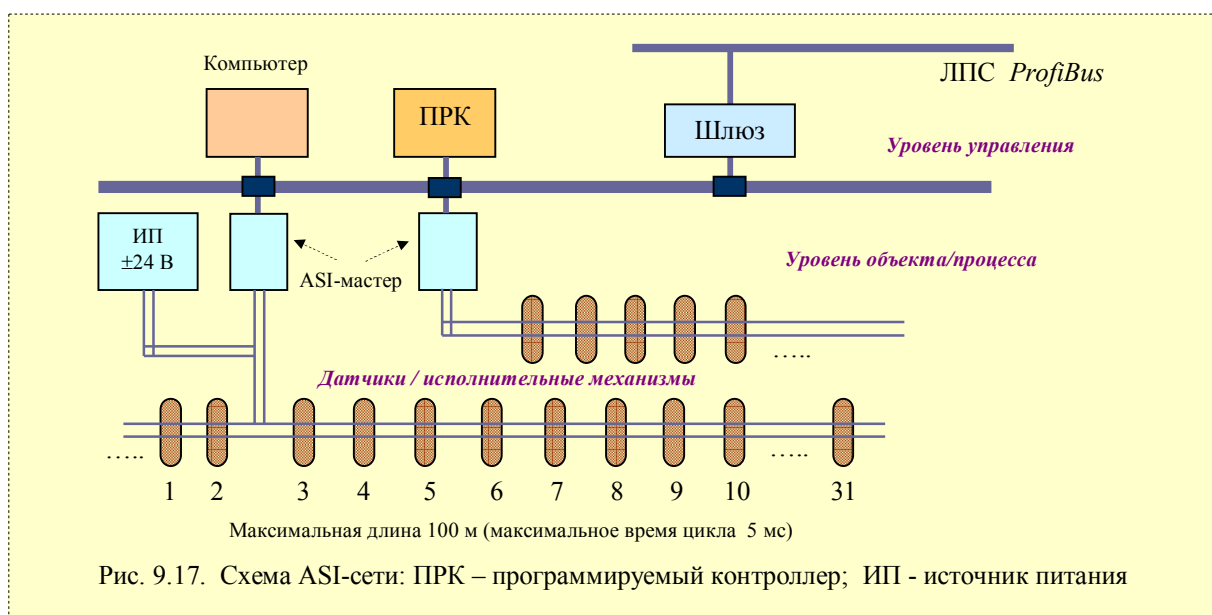 Компьютер
ЛПС ProfiBus
ПРК
Шлюз
Уровень управления
ИП
±24 В
ASI-мастер
Уровень объекта/процесса
…..
Датчики / исполнительные механизмы
…..
…..
1 2 3 4 5 6 7 8 9 10 31
Максимальная длина 100 м (максимальное время цикла 5 мс)
Рис. 9.17. Схема ASI-сети: ПРК – программируемый контроллер; ИП - источник питания